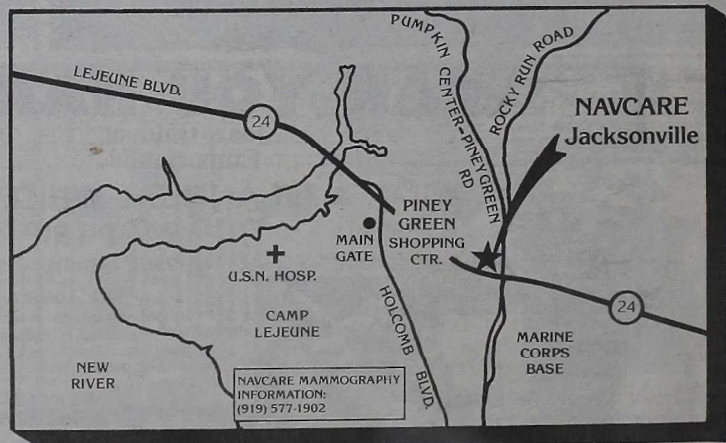 PUMPKIN CENTER-PINEY GREEN
RD
ROCKY RUN ROAD
LEJEUNE BLVD.
24
NAVCARE
Jacksonville
PINEY
GREEN
SHOPPING
CTR.
MAIN
GATE
U.S.N. HOSP.
CAMP
LEJEUNE
HOLCOMB BLVD.
24
MARINE
CORPS
BASE
NEW
RIVER
NAVCARE MAMMOGRAPHY
INFORMATION:
(919) 577-1902